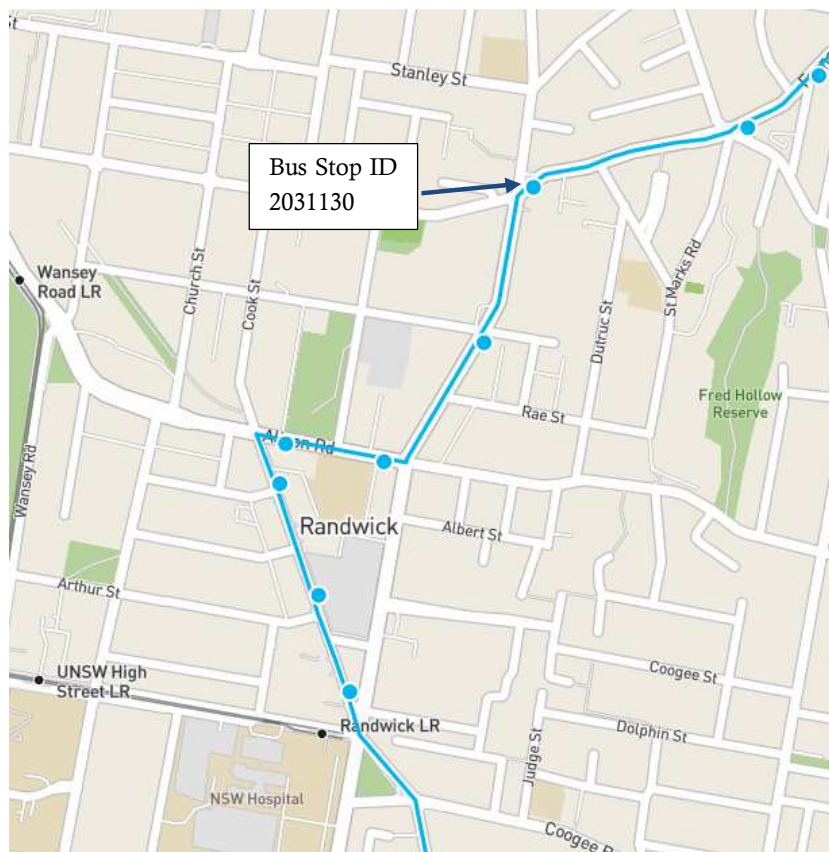 St
Stanley St
Bus Stop ID
2031130
Wansey
Road LR
Church St
Cook St
St Marks Rd
Dutruc St
Fred Hollow
Reserve
Rae St
Wansey Rd
Randwick
Albert St
Arthur St
UNSW High
Street LR
Coogee St
Randwick LR
Dolphin St
Judge St
NSW Hospital
Coogee